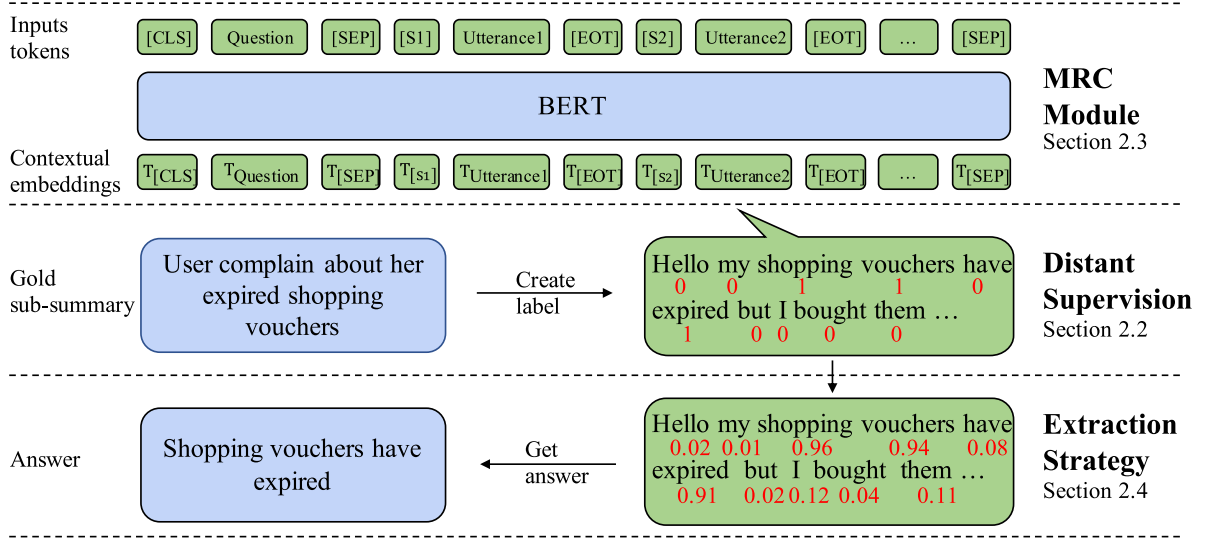 Inputs tokens
[CLS] Question [SEP] [S1] Utterance1 [EOT] [S2] Utterance2 [EOT] … [SEP]
BERT
MRC
Module
Section 2.3
Contextual
embeddings
T[CLS] TQuestion T[SEP] T[S1] TUtterance1 T[EOT] T[S2] TUtterance2 T[EOT] … T[SEP]
Gold
sub-summary
User complain about her
expired shopping
vouchers
Create
label
Hello my shopping vouchers have
0 0 1 1 0
expired but I bought them …
1 0 0 0 0
Distant
Supervision
Section 2.2
Answer
Shopping vouchers have
expired
Get
answer
Hello my shopping vouchers have
0.02 0.01 0.96 0.94 0.08
expired but I bought them …
0.91 0.02 0.12 0.04 0.11
Extraction
Strategy
Section 2.4